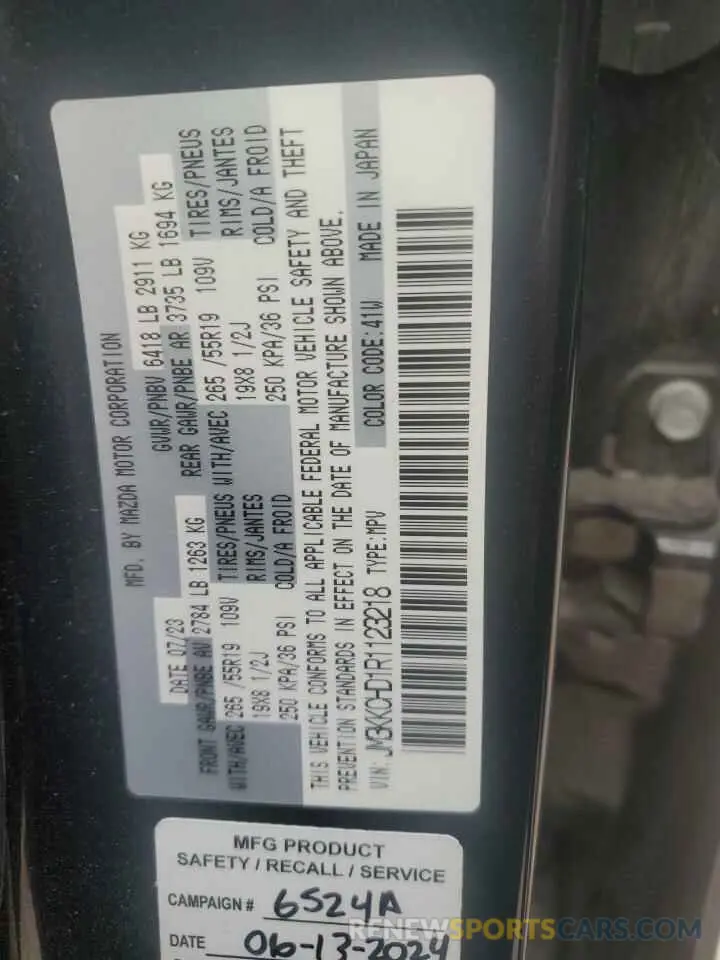 MFD. BY MAZDA MOTOR CORPORATION
DATE 07/23
GVWR/PNBV 6418 LB 2911 KG
FRONT GAWR/PNBE AV 2784 LB 1263 KG
REAR GAWR/PNBE AR 3735 LB 1694 KG
WITH/AVEC 265 /55R19 109V TIRES/PNEUS WITH/AVEC 265 /55R19 109V TIRES/PNEUS
19X8 1/2J RIMS/JANTES 19X8 1/2J RIMS/JANTES
250 KPA/36 PSI COLD/A FROID 250 KPA/36 PSI COLD/A FROID
THIS VEHICLE CONFORMS TO ALL APPLICABLE FEDERAL MOTOR VEHICLE SAFETY AND THEFT
PREVENTION STANDARDS IN EFFECT ON THE DATE OF MANUFACTURE SHOWN ABOVE.
VIN: JM3KKCHD1R1123218 TYPE:MPV COLOR CODE:41W MADE IN JAPAN
MFG PRODUCT
SAFETY / RECALL / SERVICE
CAMPAIGN # 6524A
DATE 06-13-2024
RENEWSPORTSCARS.COM